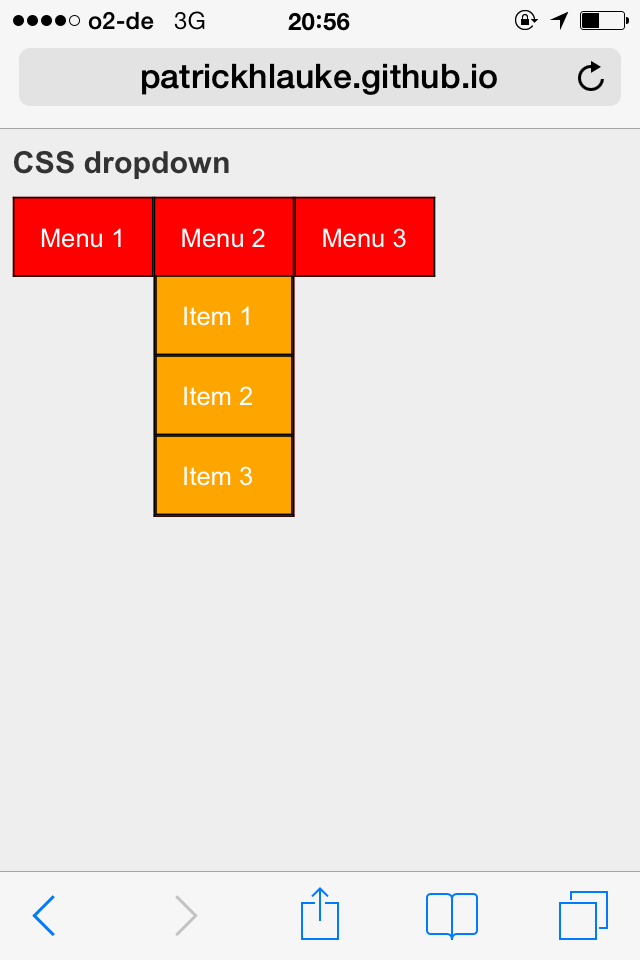 o2-de 3G 20:56
patrickhlauke.github.io
CSS dropdown
Menu 1 Menu 2 Menu 3
Item 1
Item 2
Item 3